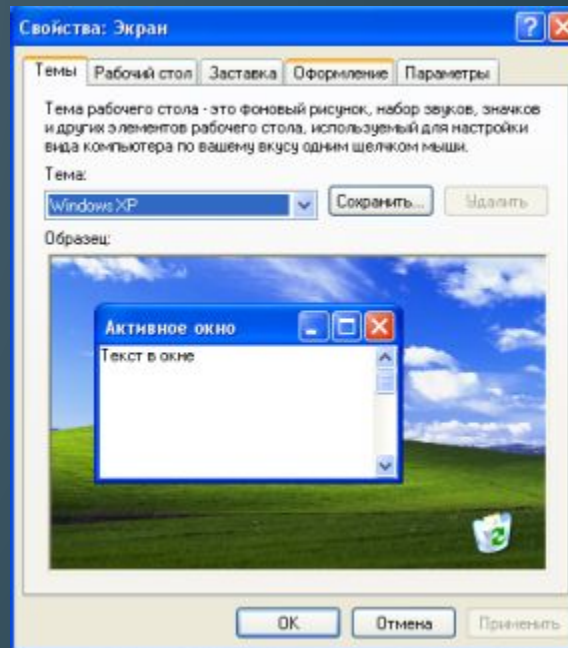 Свойства: Экран
Темы Рабочий стол Заставка Оформление Параметры
Тема рабочего стола - это фоновый рисунок, набор звуков, значков
и других элементов рабочего стола, используемый для настройки
вида компьютера по вашему вкусу одним щелчком мыши.
Тема:
Windows XP Сохранить... Удалить
Образец:
Активное окно
Текст в окне
OK Отмена Применить